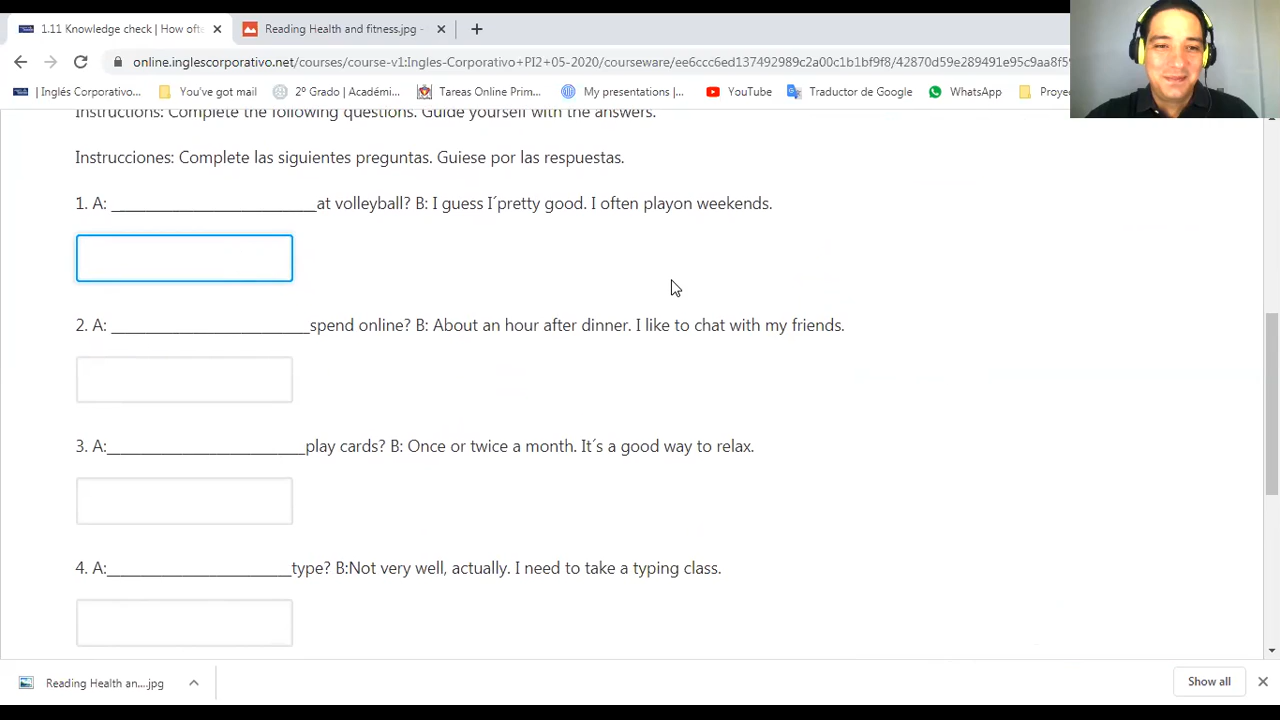 1.11 Knowledge check | How ofte
Reading Health and fitness.jpg -
online.inglescorporativo.net/courses/course-v1:Ingles-Corporativo+PI2+05-2020/courseware/ee6ccc6ed137492989c2a00c1b1bf9f8/42870d59e289491e95c9aa8f59
| Inglés Corporativo... You've got mail 2º Grado | Académi... Tareas Online Prim... My presentations |... YouTube Traductor de Google WhatsApp Proye
Instructions: Complete the following questions. Guide yourself with the answers.
Instrucciones: Complete las siguientes preguntas. Guiese por las respuestas.
1. A: ________________________at volleyball? B: I guess I´pretty good. I often playon weekends.
2. A: ________________________spend online? B: About an hour after dinner. I like to chat with my friends.
3. A:________________________play cards? B: Once or twice a month. It´s a good way to relax.
4. A:______________________type? B:Not very well, actually. I need to take a typing class.
Reading Health an....jpg
Show all